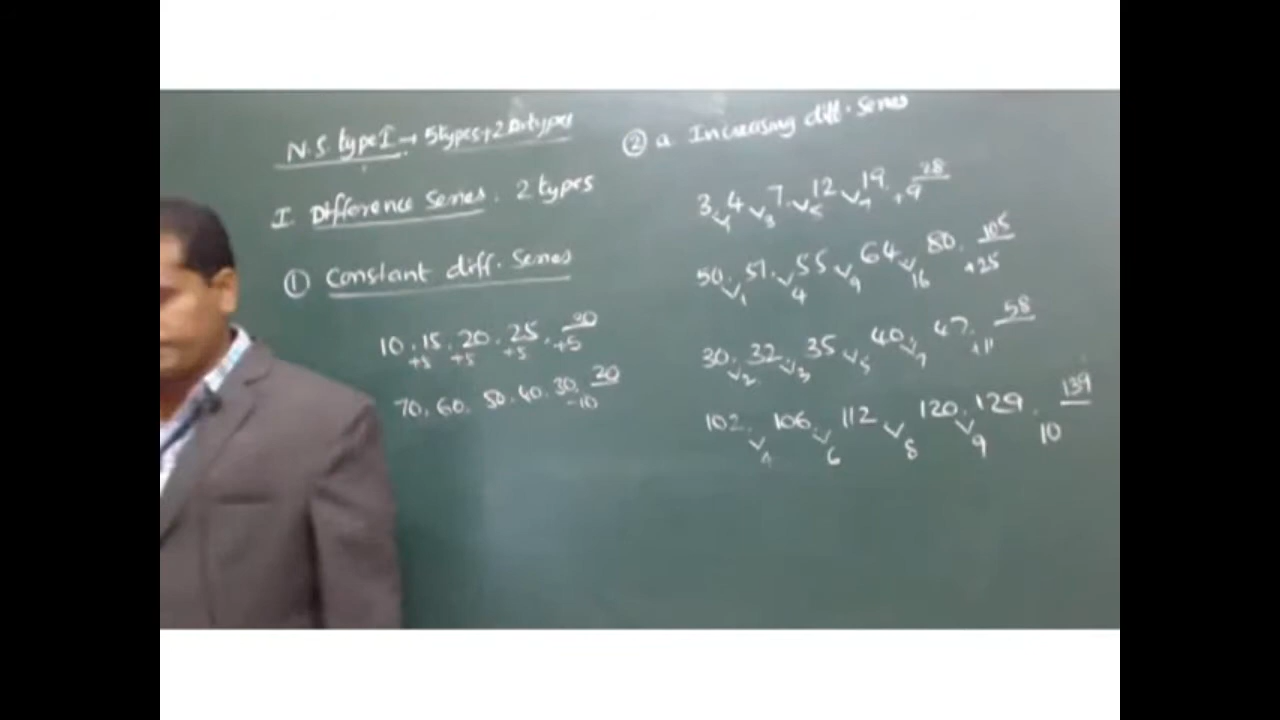 N.S. type I → 5 types + 2
I Difference Series. 2 types
① Constant diff. Series
10, 15, 20, 25, 30
+5 +5 +5 +5
70, 60, 50, 40, 30, 20
-10
② a. Increasing diff. Series
3, 4, 7, 12, 19, 28
1 3 5 7 +9
50, 51, 55, 64, 80, 105
1 4 9 16 +25
30, 32, 35, 40, 47, 58
2 3 5 7 +11
102, 106, 112, 120, 129, 139
4 6 8 9 10